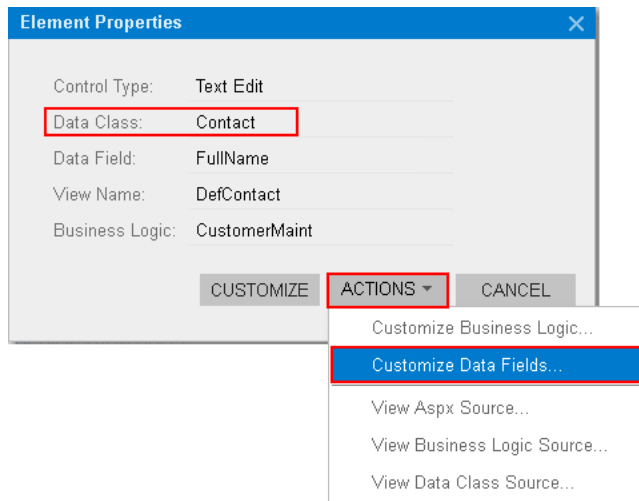 Element Properties
Control Type: Text Edit
Data Class: Contact
Data Field: FullName
View Name: DefContact
Business Logic: CustomerMaint
CUSTOMIZE ACTIONS CANCEL
Customize Business Logic...
Customize Data Fields...
View Aspx Source...
View Business Logic Source...
View Data Class Source...